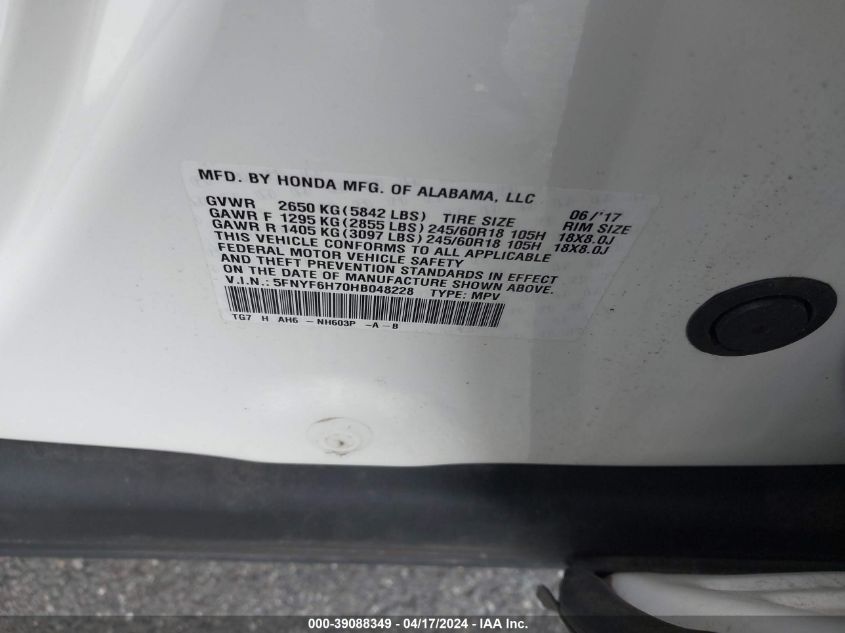 MFD. BY HONDA MFG. OF ALABAMA, LLC 06/'17
GVWR 2650 KG(5842 LBS) TIRE SIZE RIM SIZE
GAWR F 1295 KG(2855 LBS)245/60R18 105H 18X8.0J
GAWR R 1405 KG(3097 LBS)245/60R18 105H 18X8.0J
THIS VEHICLE CONFORMS TO ALL APPLICABLE
FEDERAL MOTOR VEHICLE SAFETY
AND THEFT PREVENTION STANDARDS IN EFFECT
ON THE DATE OF MANUFACTURE SHOWN ABOVE.
V.I.N.: 5FNYF6H70HB048228 TYPE: MPV
TG7 H AH6 -NH603P -A-B
000-39088349 - 04/17/2024 - IAA Inc.